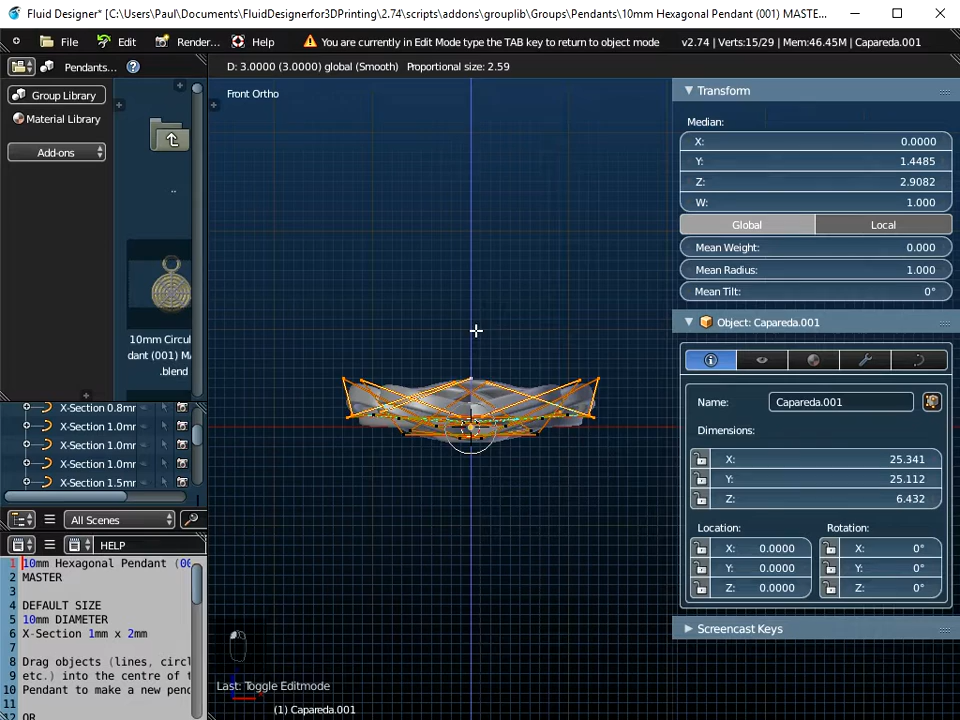 Fluid Designer* [C:\Users\Paul\Documents\FluidDesignerfor3DPrinting\2.74\scripts\addons\grouplib\Groups\Pendants\10mm Hexagonal Pendant (001) MASTE...
File Edit Render... Help You are currently in Edit Mode type the TAB key to return to object mode v2.74 | Verts:15/29 | Mem:46.45M | Capareda.001
Pendants... D: 3.0000 (3.0000) global (Smooth) Proportional size: 2.59
Group Library
Material Library
Add-ons
..
10mm Circul
dant (001) MA
.blend
X-Section 0.8mr
X-Section 1.0mr
X-Section 1.0mr
X-Section 1.0mr
X-Section 1.5mr
All Scenes
HELP
1 10mm Hexagonal Pendant (00
2 MASTER
3
4 DEFAULT SIZE
5 10mm DIAMETER
6 X-Section 1mm x 2mm
7
8 Drag objects (lines, circl
9 etc.) into the centre of t
10 Pendant to make a new pend
11
12 OR
Front Ortho
Last: Toggle Editmode
(1) Capareda.001
Transform
Median:
X: 0.0000
Y: 1.4485
Z: 2.9082
W: 1.000
Global Local
Mean Weight: 0.000
Mean Radius: 1.000
Mean Tilt: 0°
Object: Capareda.001
Name: Capareda.001
Dimensions:
X: 25.341
Y: 25.112
Z: 6.432
Location: Rotation:
X: 0.0000 X: 0°
Y: 0.0000 Y: 0°
Z: 0.0000 Z: 0°
Screencast Keys